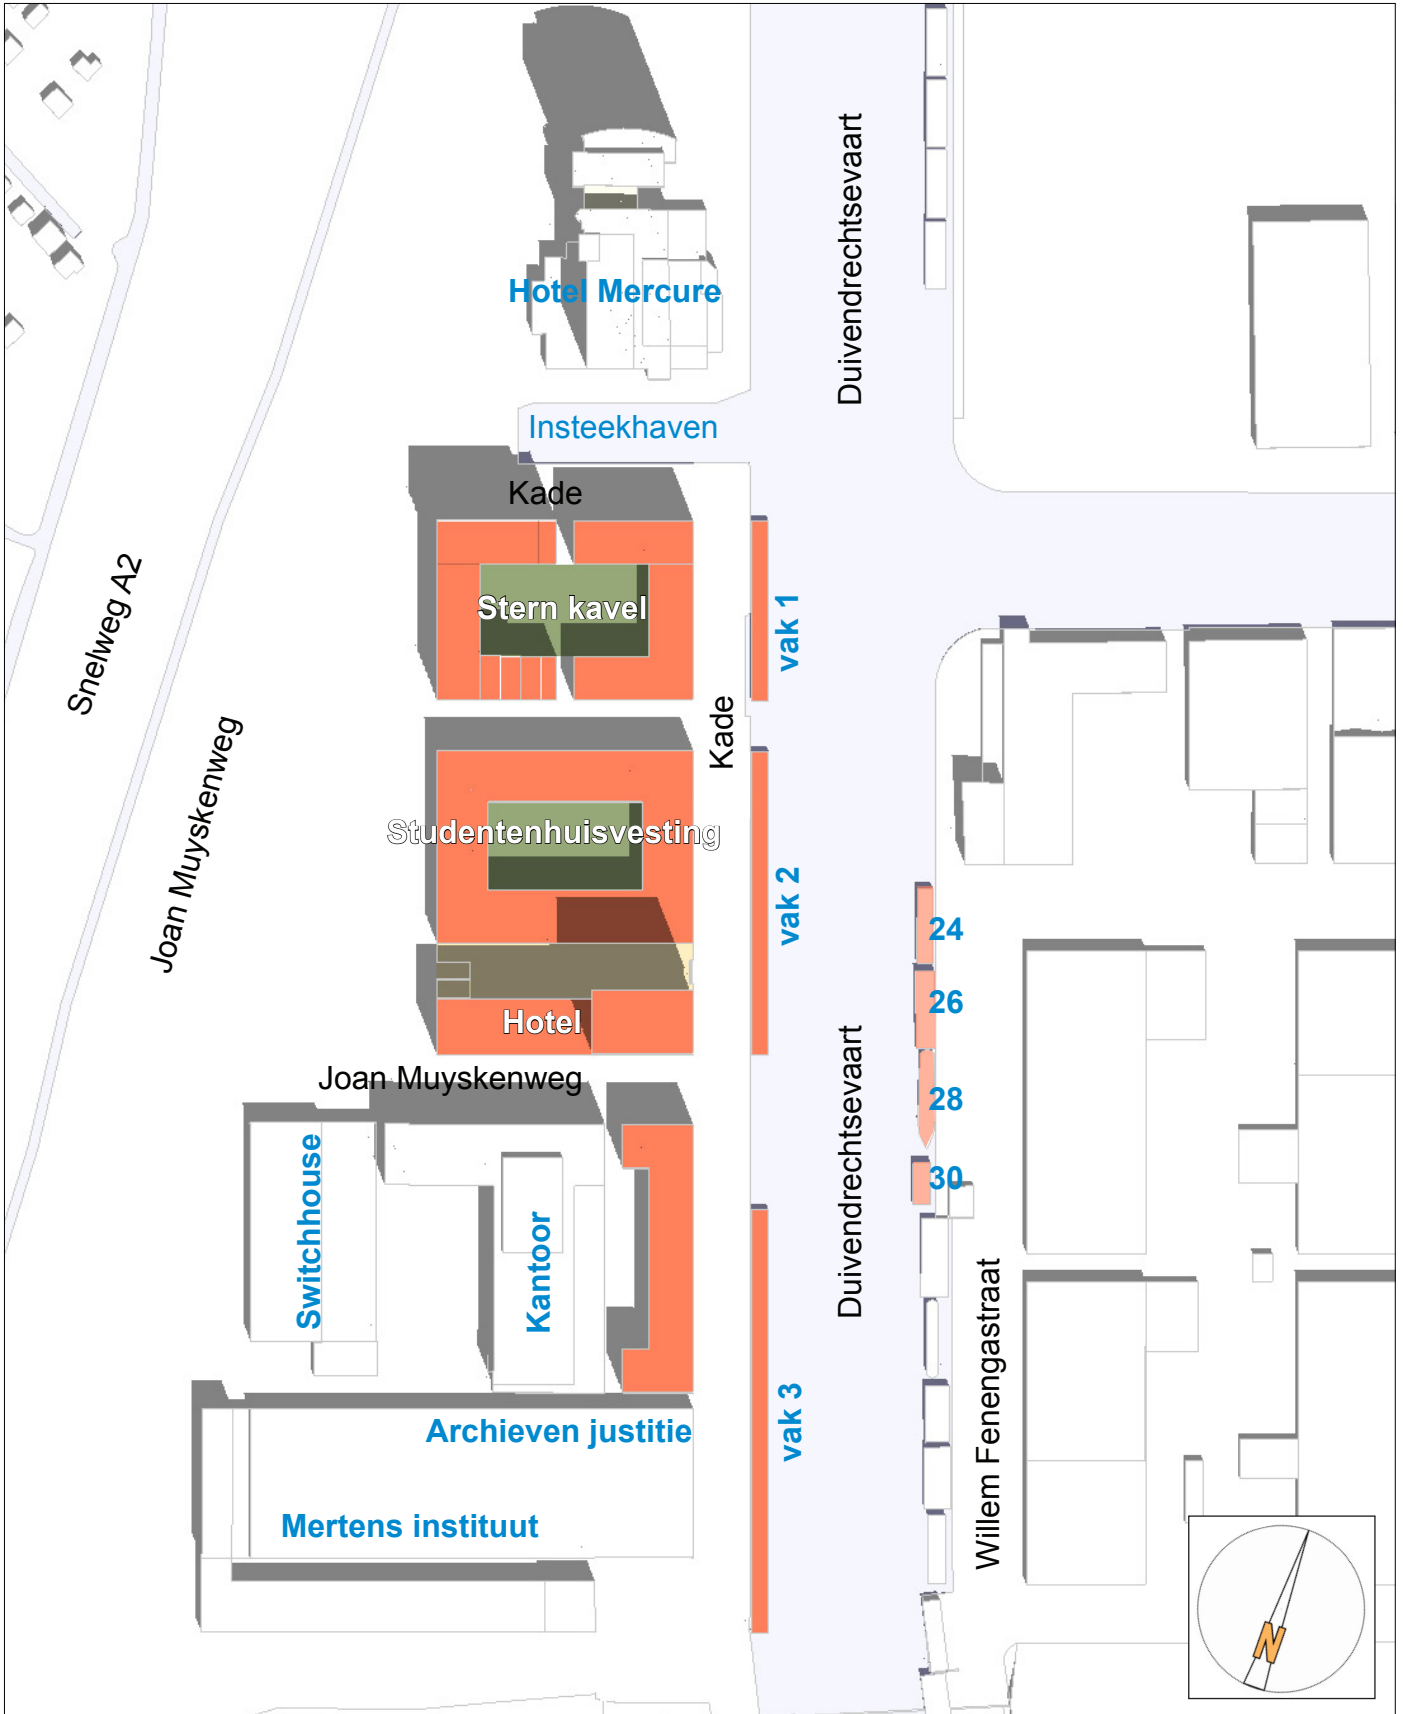 Duivendrechtsevaart
Hotel Mercure
Insteekhaven
Kade
Snelweg A2
Stern kavel
vak 1
Kade
Joan Muyskenweg
Studentenhuisvesting
vak 2
24
26
Hotel
Duivendrechtsevaart
Joan Muyskenweg
28
30
Switchhouse
Kantoor
Willem Fenengastraat
vak 3
Archieven justitie
Mertens instituut
N